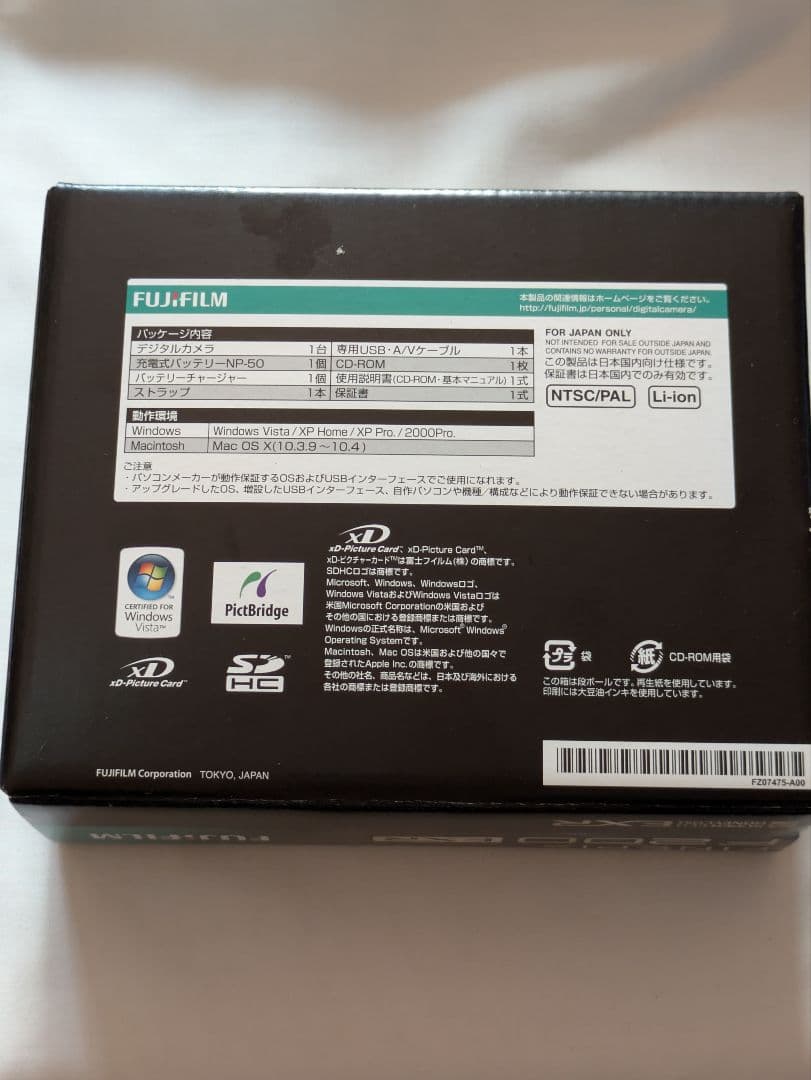 FUJIFILM
本製品の関連情報はホームページをご覧ください。
http://fujifilm.jp/personal/digitalcamera/
パッケージ内容
デジタルカメラ 1台 専用USB・A/Vケーブル 1本
充電式バッテリーNP-50 1個 CD-ROM 1枚
バッテリーチャージャー 1個 使用説明書(CD-ROM・基本マニュアル) 1式
ストラップ 1本 保証書 1式
動作環境
Windows Windows Vista/XP Home/XP Pro./2000Pro.
Macintosh Mac OS X(10.3.9～10.4)
FOR JAPAN ONLY
NOT INTENDED FOR SALE OUTSIDE JAPAN AND
CONTAINS NO WARRANTY FOR OUTSIDE JAPAN.
この製品は日本国内向け仕様です。
保証書は日本国内でのみ有効です。
NTSC/PAL Li-ion
ご注意
・パソコンメーカーが動作保証するOSおよびUSBインターフェースでご使用になれます。
・アップグレードしたOS、増設したUSBインターフェース、自作パソコンや機種/構成などにより動作保証できない場合があります。
CERTIFIED FOR
Windows
Vista™
PictBridge
xD
xD-Picture Card™
SD
HC
xD
xD-Picture Card™、xD-Picture Card™、
xD-ピクチャーカード™は富士フイルム(株)の商標です。
SDHCロゴは商標です。
Microsoft、Windows、Windowsロゴ、
Windows VistaおよびWindows Vistaロゴは
米国Microsoft Corporationの米国および
その他の国における登録商標または商標です。
Windowsの正式名称は、Microsoft® Windows®
Operating Systemです。
Macintosh、Mac OSは米国および他の国々で
登録されたApple Inc.の商標です。
その他の社名、商品名などは、日本及び海外における
各社の商標または登録商標です。
プラ 袋
紙 CD-ROM用袋
この箱は段ボールです。再生紙を使用しています。
印刷には大豆油インキを使用しています。
FUJIFILM Corporation TOKYO, JAPAN
FZ07475-A00
FUJIFILM
EXR